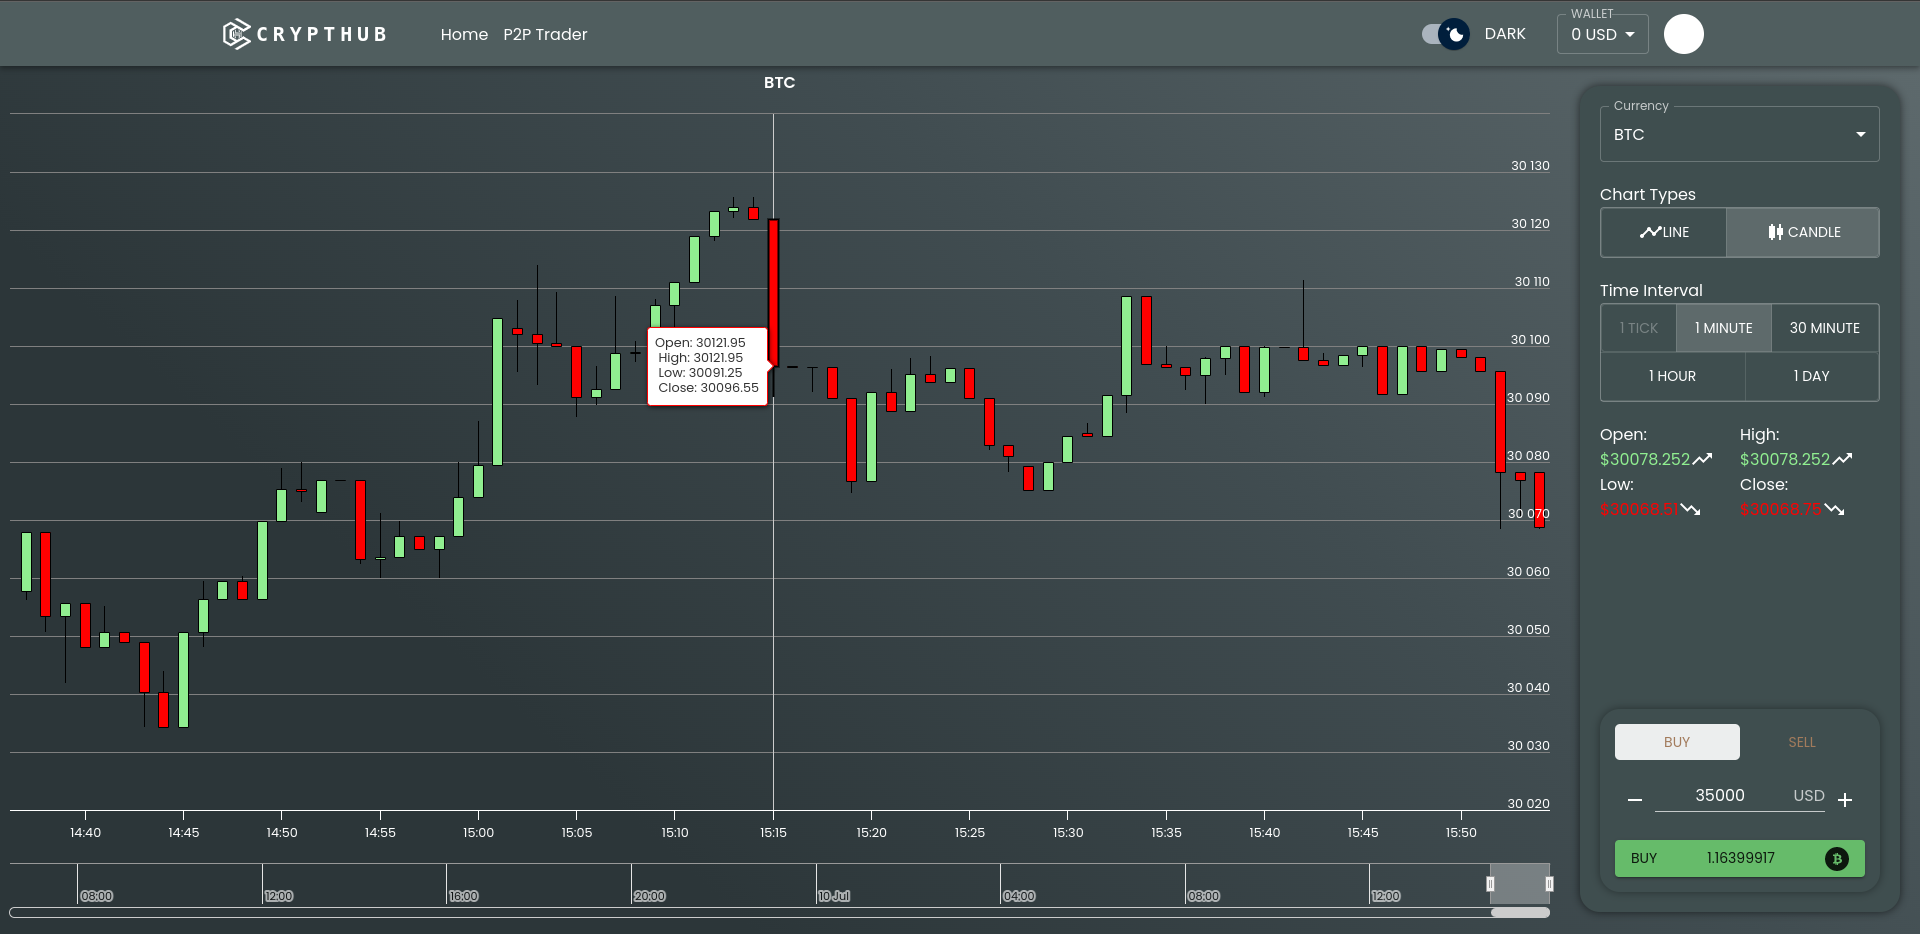 CRYPTHUB
Home
P2P Trader
DARK
WALLET
0 USD
BTC
30 130
30 120
30 110
30 100
30 090
30 080
30 070
30 060
30 050
30 040
30 030
30 020
Open: 30121.95
High: 30121.95
Low: 30091.25
Close: 30096.55
14:40
14:45
14:50
14:55
15:00
15:05
15:10
15:15
15:20
15:25
15:30
15:35
15:40
15:45
15:50
08:00
12:00
16:00
20:00
10 Jul
04:00
08:00
12:00
Currency
BTC
Chart Types
LINE
CANDLE
Time Interval
1 TICK
1 MINUTE
30 MINUTE
1 HOUR
1 DAY
Open:
$30078.252
High:
$30078.252
Low:
$30068.51
Close:
$30068.75
BUY
SELL
35000
USD
BUY
1.16399917